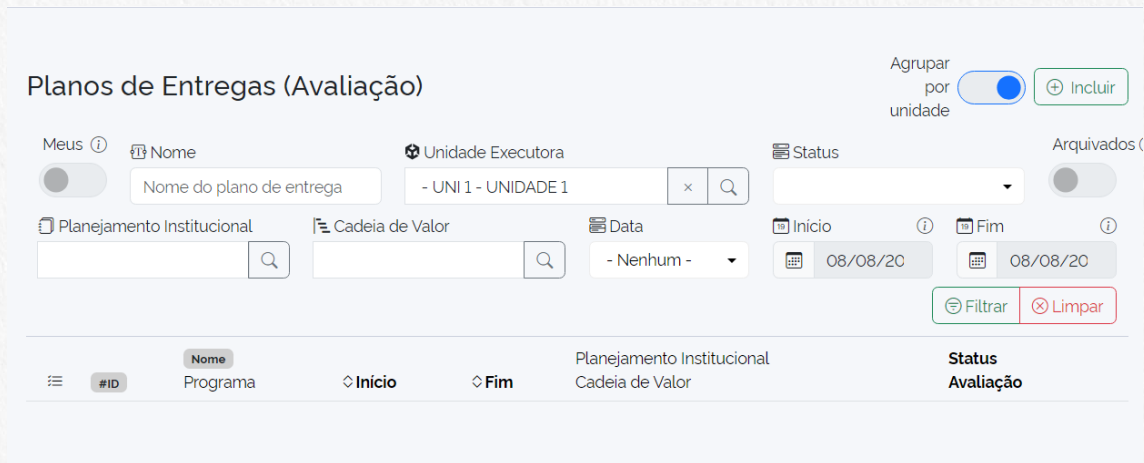 Planos de Entregas (Avaliação)
Agrupar
por
unidade
Incluir
Meus
Nome
Nome do plano de entrega
Unidade Executora
- UNI 1 - UNIDADE 1
Status
Arquivados
Planejamento Institucional
Cadeia de Valor
Data
- Nenhum -
Início
08/08/20
Fim
08/08/20
Filtrar
Limpar
#ID
Nome
Programa
Início
Fim
Planejamento Institucional
Cadeia de Valor
Status
Avaliação